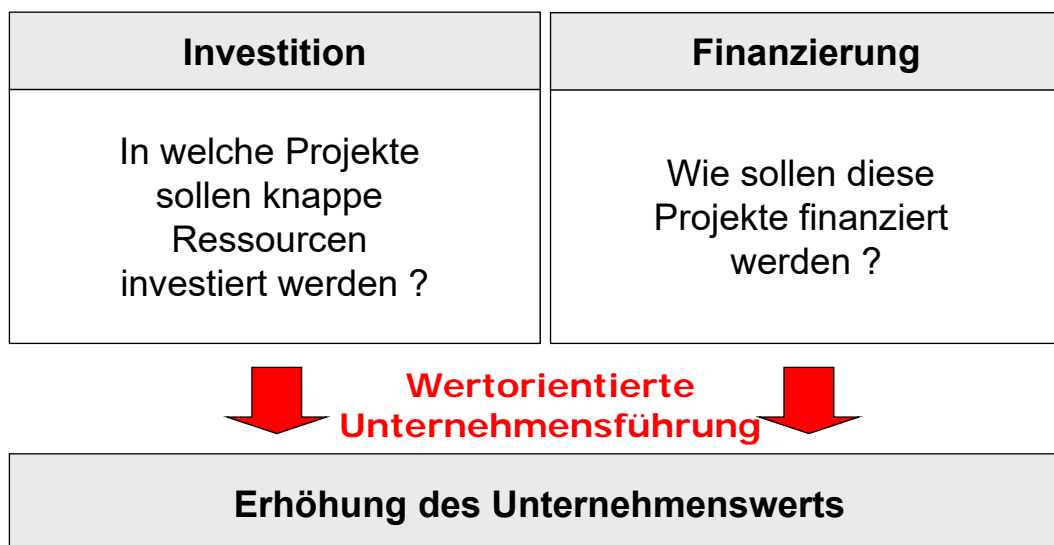 Investition
In welche Projekte
sollen knappe
Ressourcen
investiert werden ?
Finanzierung
Wie sollen diese
Projekte finanziert
werden ?
Wertorientierte
Unternehmensführung
Erhöhung des Unternehmenswerts